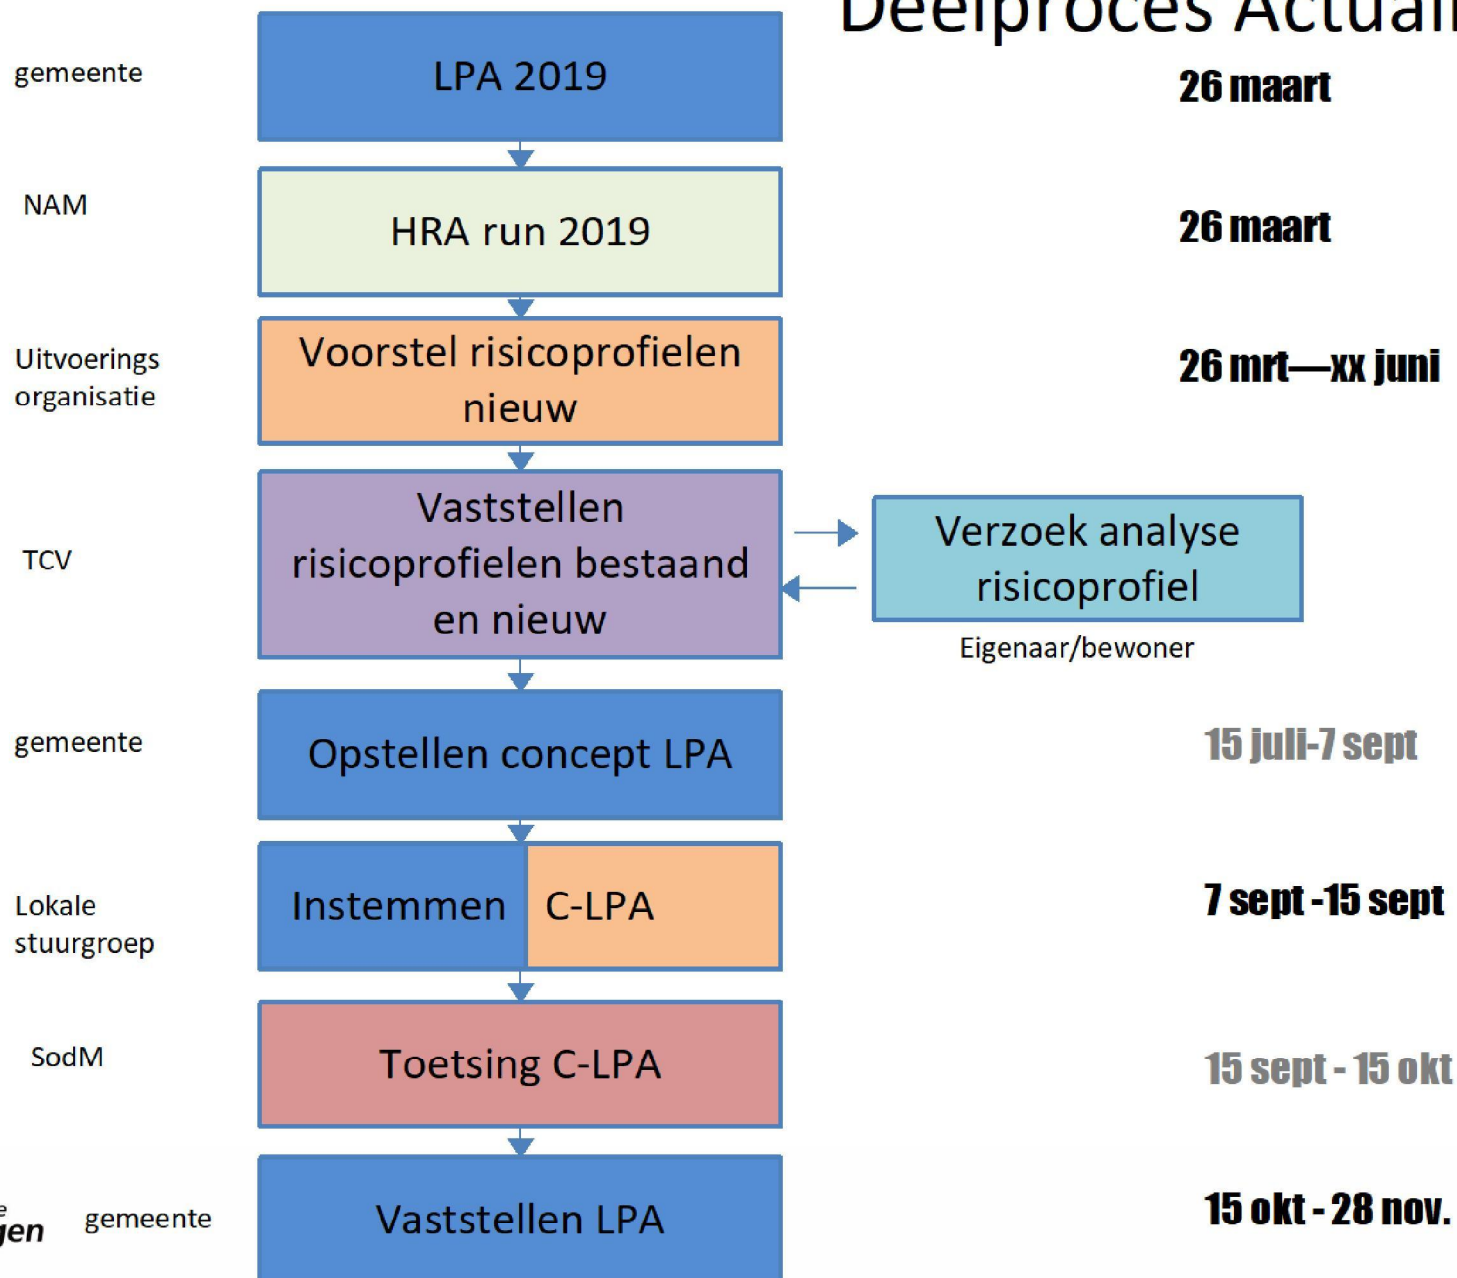 Deelproces Actuali
gemeente
LPA 2019
26 maart
NAM
HRA run 2019
26 maart
Uitvoerings
organisatie
Voorstel risicoprofielen
nieuw
26 mrt—xx juni
TCV
Vaststellen
risicoprofielen bestaand
en nieuw
Verzoek analyse
risicoprofiel
Eigenaar/bewoner
gemeente
Opstellen concept LPA
15 juli-7 sept
Lokale
stuurgroep
Instemmen C-LPA
7 sept -15 sept
SodM
Toetsing C-LPA
15 sept - 15 okt
e
gen
gemeente
Vaststellen LPA
15 okt - 28 nov.